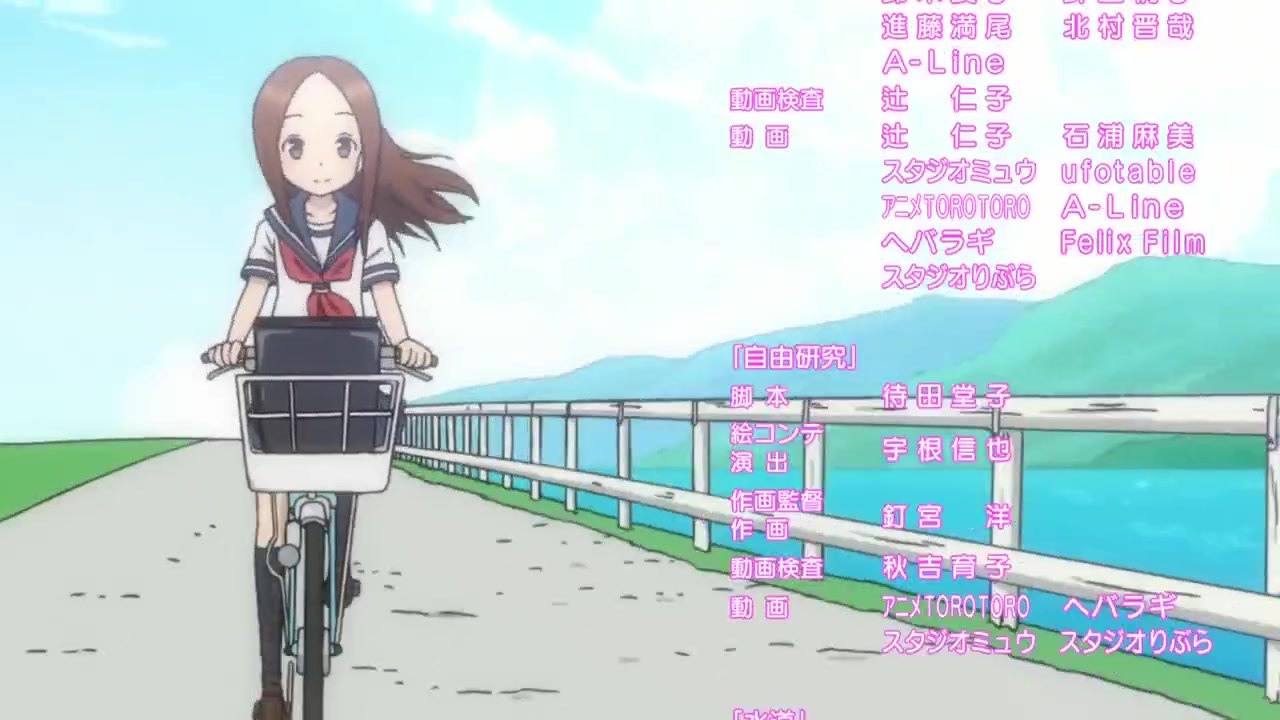 進藤満尾 北村晋哉
A-Line
動画検査 辻 仁子
動画 辻 仁子 石浦麻美
スタジオミュウ ufotable
アニメTOROTORO A-Line
ヘバラギ Felix Film
スタジオりぶら
「自由研究」
脚本 待田堂子
絵コンテ
演出 宇根信也
作画監督
作画 釘宮 洋
動画検査 秋吉育子
動画 アニメTOROTORO ヘバラギ
スタジオミュウ スタジオりぶら